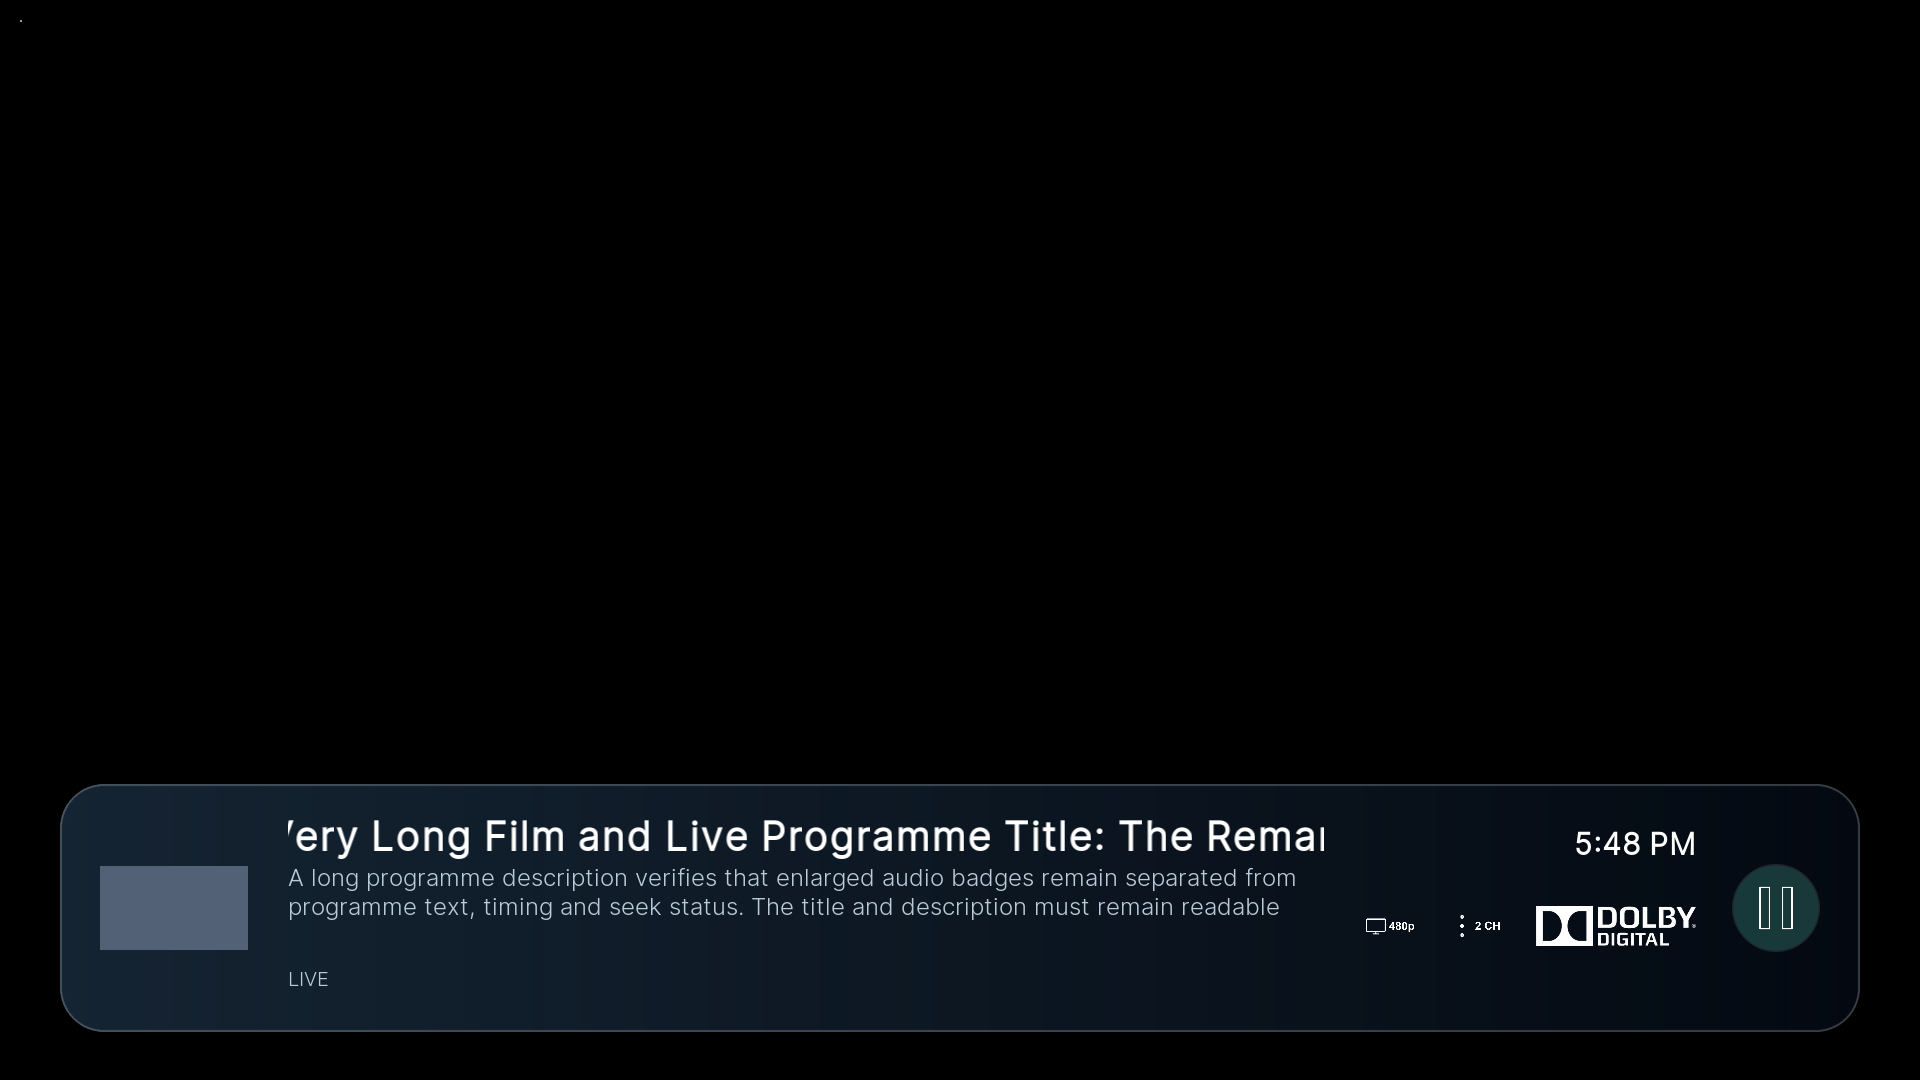 ery Long Film and Live Programme Title: The Rema
A long programme description verifies that enlarged audio badges remain separated from
programme text, timing and seek status. The title and description must remain readable
LIVE
5:48 PM
480p
2 CH
DOLBY
DIGITAL